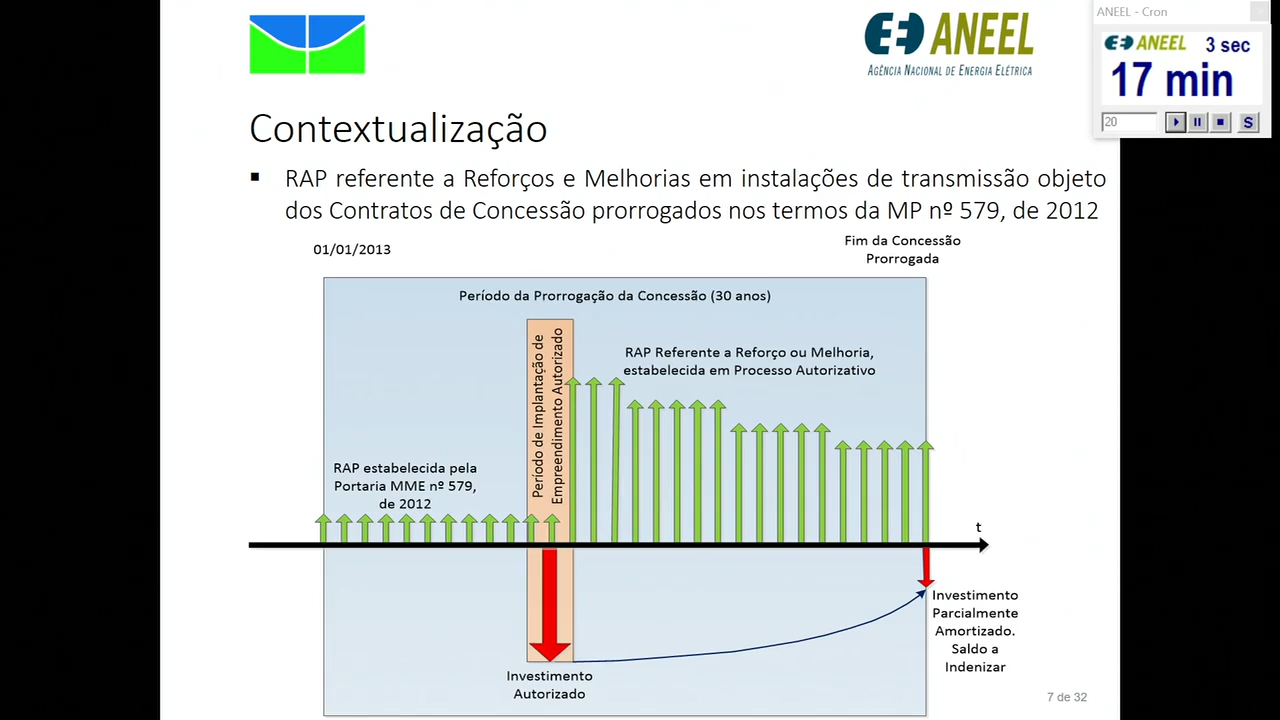 ANEEL - Cron
ANEEL 3 sec
17 min
20
S
ANEEL
AGÊNCIA NACIONAL DE ENERGIA ELÉTRICA
Contextualização
RAP referente a Reforços e Melhorias em instalações de transmissão objeto
dos Contratos de Concessão prorrogados nos termos da MP nº 579, de 2012
01/01/2013
Fim da Concessão
Prorrogada
Período da Prorrogação da Concessão (30 anos)
Período de Implantação de
Empreendimento Autorizado
RAP Referente a Reforço ou Melhoria,
estabelecida em Processo Autorizativo
RAP estabelecida pela
Portaria MME nº 579,
de 2012
t
Investimento
Parcialmente
Amortizado.
Saldo a
Indenizar
Investimento
Autorizado
7 de 32